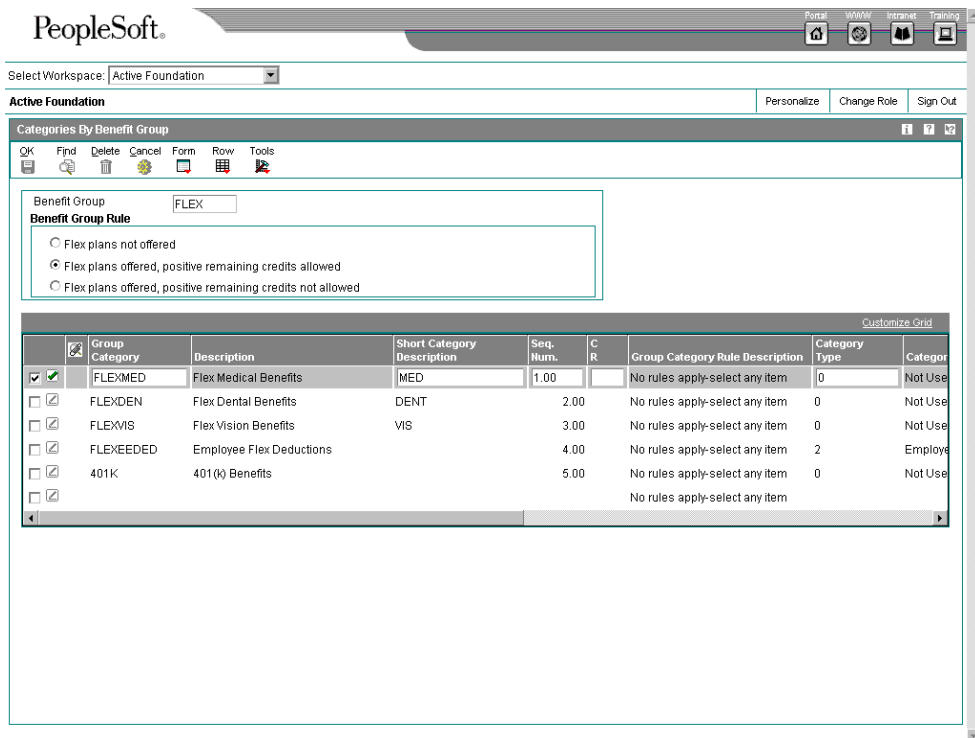 PeopleSoft®
Portal WWW Intranet Training
Select Workspace: Active Foundation
Active Foundation Personalize Change Role Sign Out
Categories By Benefit Group i ?
OK Find Delete Cancel Form Row Tools
Benefit Group FLEX
Benefit Group Rule
Flex plans not offered
Flex plans offered, positive remaining credits allowed
Flex plans offered, positive remaining credits not allowed
Customize Grid
Group Category Description Short Category Description Seq. Num. C R Group Category Rule Description Category Type Categor
FLEXMED Flex Medical Benefits MED 1.00 No rules apply-select any item 0 Not Use
FLEXDEN Flex Dental Benefits DENT 2.00 No rules apply-select any item 0 Not Use
FLEXVIS Flex Vision Benefits VIS 3.00 No rules apply-select any item 0 Not Use
FLEXEEDED Employee Flex Deductions 4.00 No rules apply-select any item 2 Employe
401K 401(k) Benefits 5.00 No rules apply-select any item 0 Not Use
No rules apply-select any item